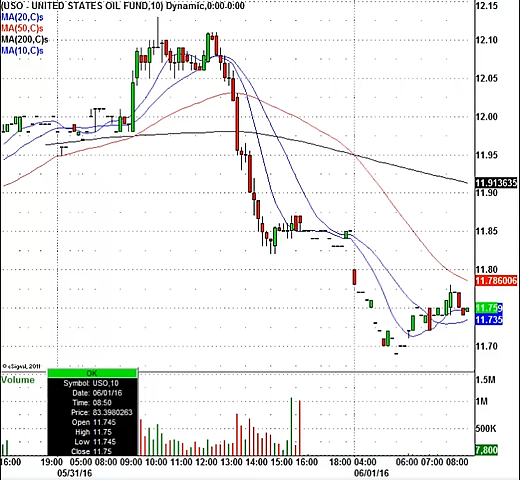 (USO - UNITED STATES OIL FUND,10) Dynamic,0:00-0:00
MA(20,C)s
MA(50,C)s
MA(200,C)s
MA(10,C)s
12.15
12.10
12.05
12.00
11.95
11.913635
11.90
11.85
11.80
11.786006
11.759
11.735
11.70
© eSignal, 2011
Volume
1.5M
1M
500K
7,800
OK
Symbol: USO,10
Date: 06/01/16
Time: 08:50
Price: 83.3980263
Open 11.745
High 11.75
Low 11.745
Close 11.75
16:00 19:00 05:00 08:00 09:00 10:00 11:00 12:00 13:00 14:00 15:00 16:00 18:00 04:00 06:00 07:00 08:00
05/31/16 06/01/16